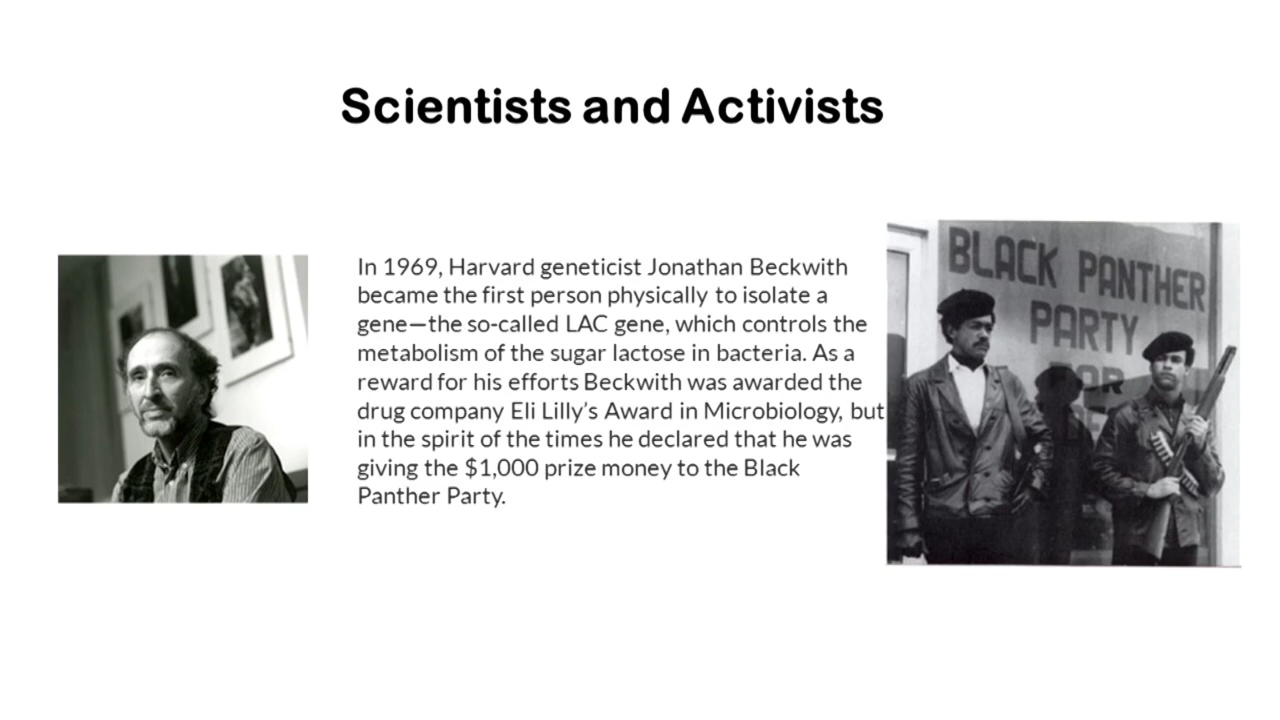 Scientists and Activists
In 1969, Harvard geneticist Jonathan Beckwith
became the first person physically to isolate a
gene—the so-called LAC gene, which controls the
metabolism of the sugar lactose in bacteria. As a
reward for his efforts Beckwith was awarded the
drug company Eli Lilly’s Award in Microbiology, but
in the spirit of the times he declared that he was
giving the $1,000 prize money to the Black
Panther Party.
BLACK PANTHER
PARTY
FOR